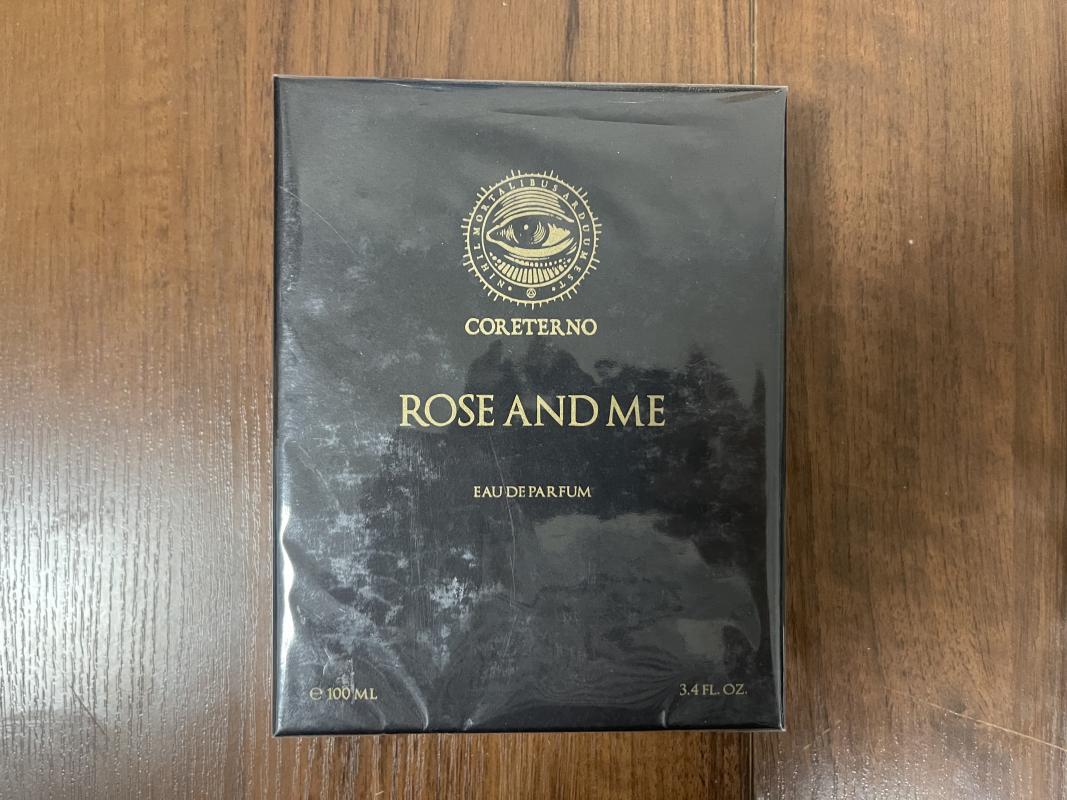 NIHIL MORTALIBUS ARDUUM EST
CORETERNO
ROSE AND ME
EAU DE PARFUM
℮ 100 ML
3.4 FL. OZ.